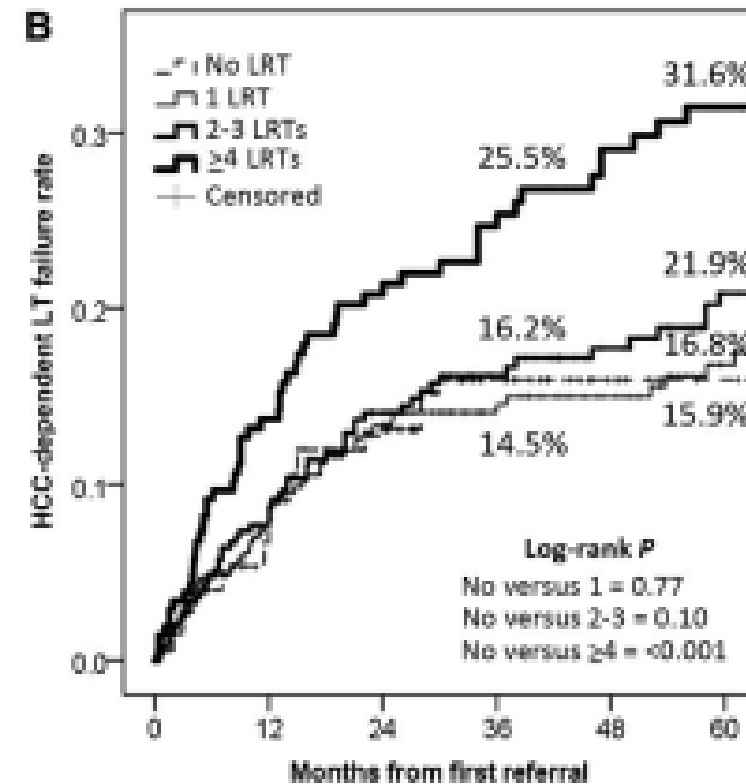 B
No LRT
1 LRT
2-3 LRTs
≥4 LRTs
Censored
HCC-dependent LT failure rate
0.3
0.2
0.1
0.0
31.6%
25.5%
21.9%
16.2%
16.8%
15.9%
14.5%
Log-rank P
No versus 1 = 0.77
No versus 2-3 = 0.10
No versus ≥4 = <0.001
0 12 24 36 48 60
Months from first referral